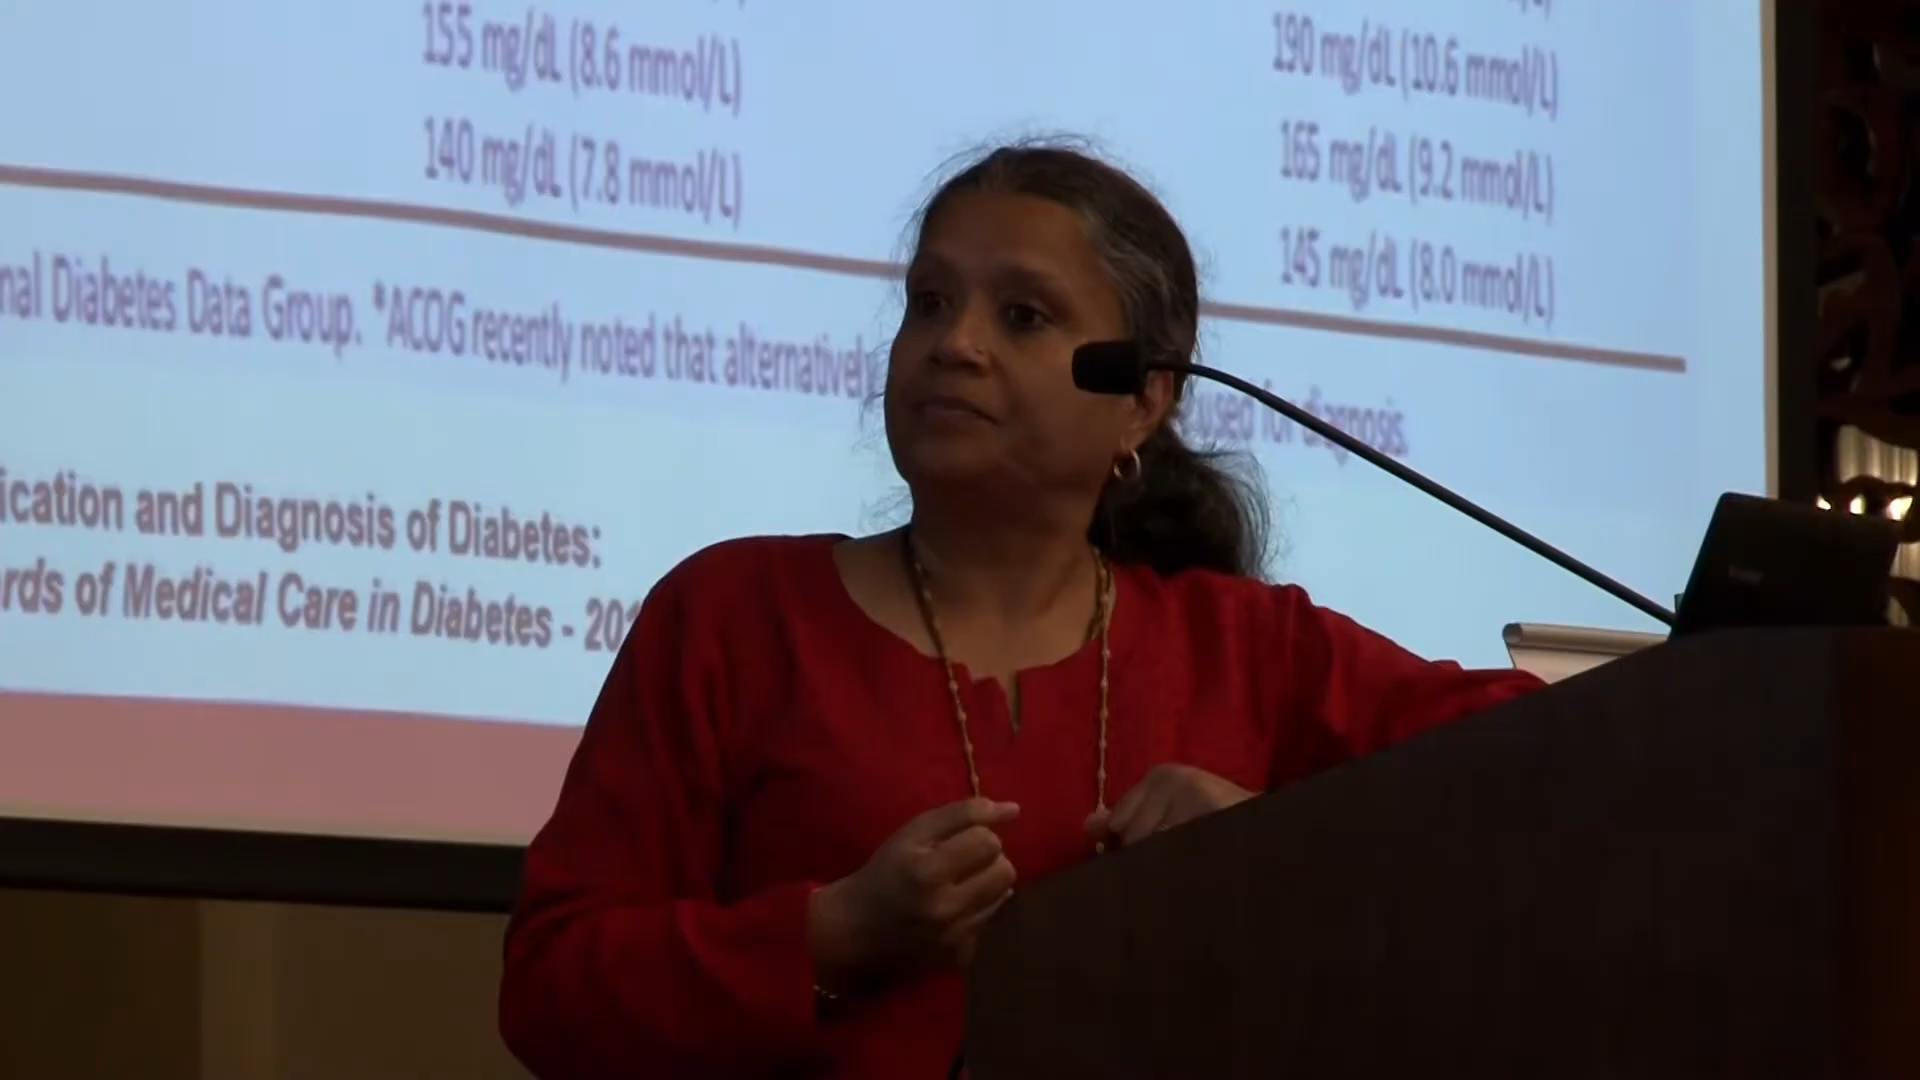 155 mg/dL (8.6 mmol/L)
190 mg/dL (10.6 mmol/L)
140 mg/dL (7.8 mmol/L)
165 mg/dL (9.2 mmol/L)
145 mg/dL (8.0 mmol/L)
nal Diabetes Data Group. *ACOG recently noted that alternatively used for diagnosis.
ication and Diagnosis of Diabetes:
rds of Medical Care in Diabetes - 20